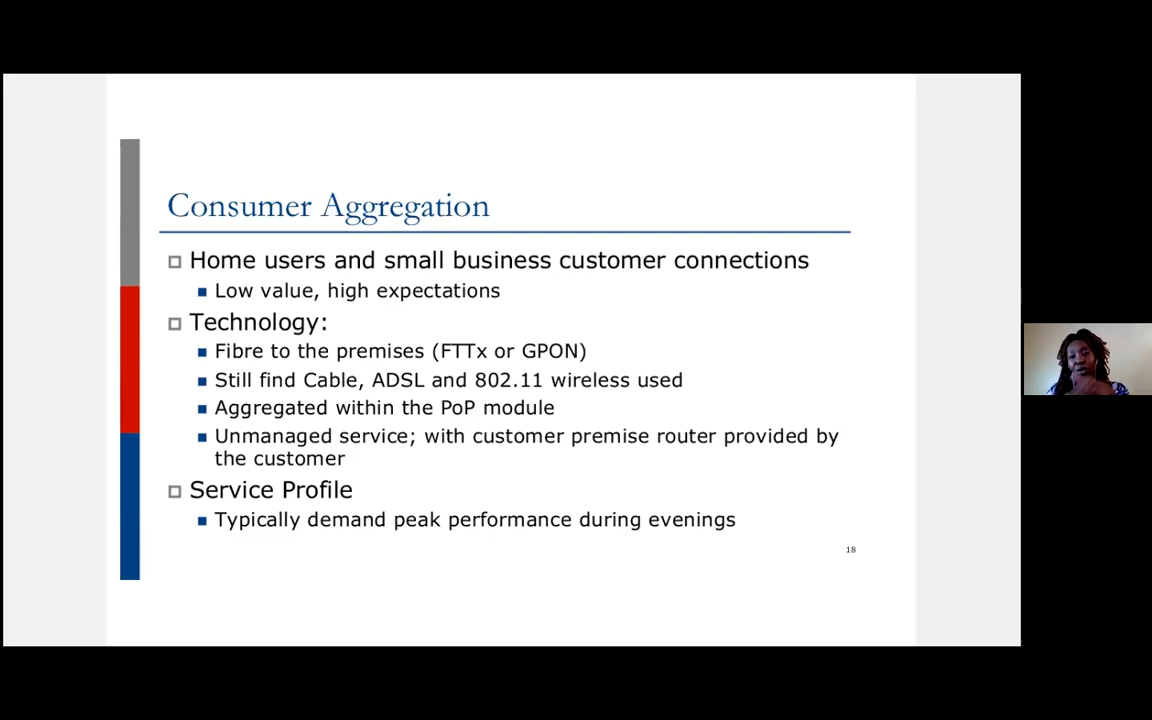 Consumer Aggregation
Home users and small business customer connections
Low value, high expectations
Technology:
Fibre to the premises (FTTx or GPON)
Still find Cable, ADSL and 802.11 wireless used
Aggregated within the PoP module
Unmanaged service; with customer premise router provided by
the customer
Service Profile
Typically demand peak performance during evenings
18